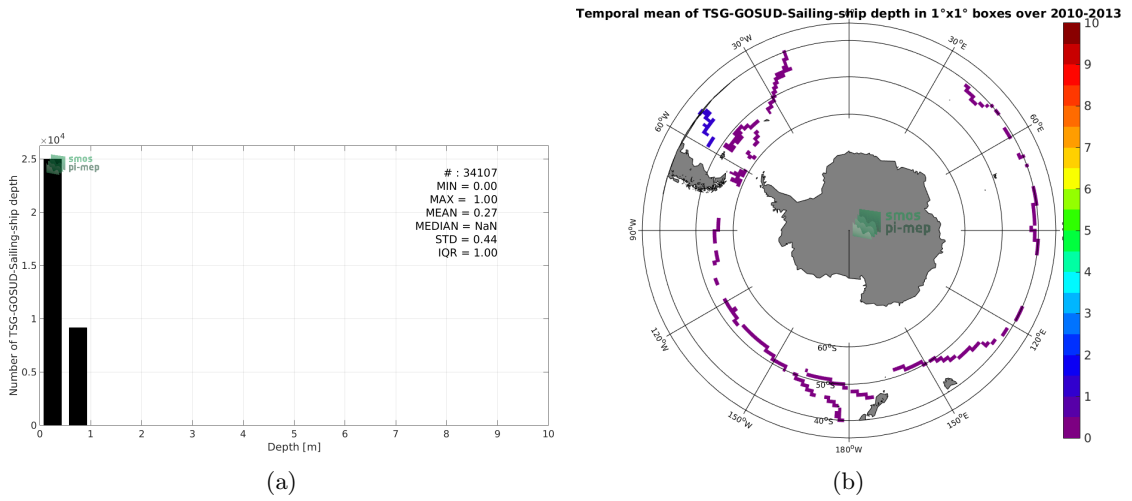 ×10⁴
2.5
2
1.5
1
0.5
0
0 1 2 3 4 5 6 7 8 9 10
Number of TSG-GOSUD-Sailing-ship depth
Depth [m]
smos
pi-mep
# : 34107
MIN = 0.00
MAX = 1.00
MEAN = 0.27
MEDIAN = NaN
STD = 0.44
IQR = 1.00
(a)
Temporal mean of TSG-GOSUD-Sailing-ship depth in 1°x1° boxes over 2010-2013
30°W
30°E
60°W
60°E
90°W
120°W
120°E
150°W
150°E
180°W
60°S
50°S
40°S
smos
pi-mep
10
9
8
7
6
5
4
3
2
1
0
(b)